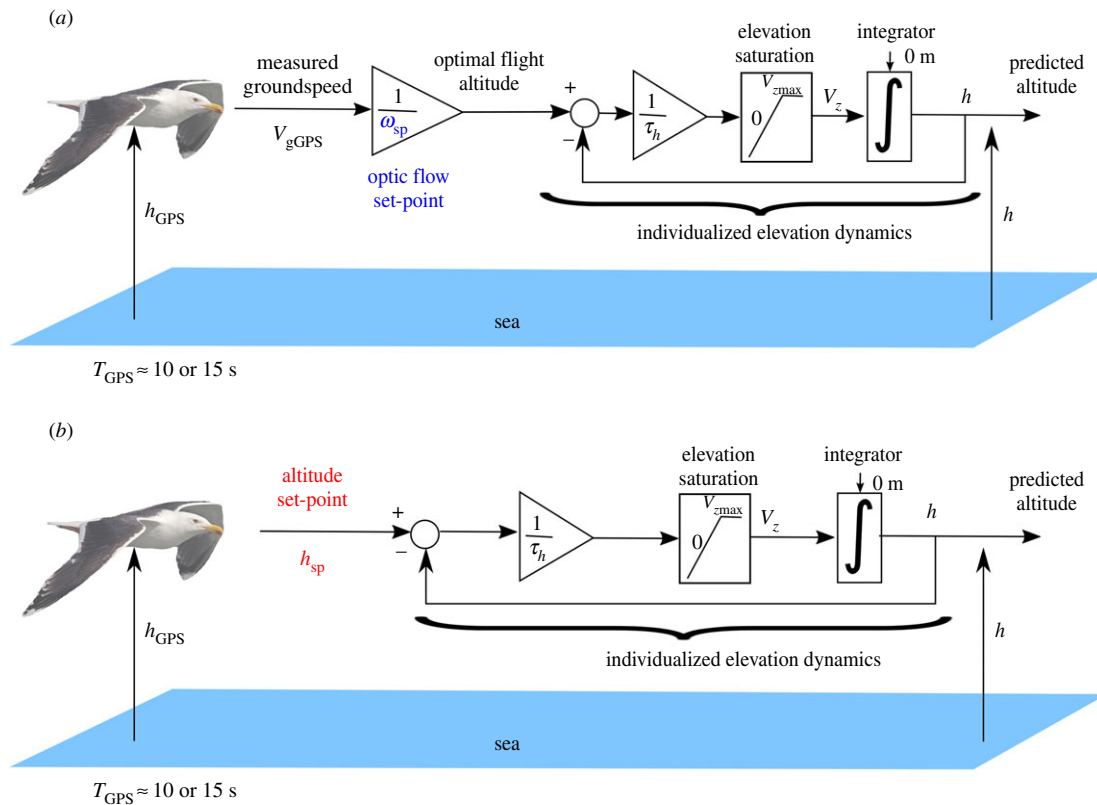 (a)
measured
groundspeed
V_gGPS
1
ω_sp
optic flow
set-point
optimal flight
altitude
+
−
1
τ_h
elevation
saturation
V_zmax
0
V_z
integrator
0 m
∫
h
predicted
altitude
individualized elevation dynamics
h_GPS
h
sea
T_GPS ≈ 10 or 15 s
(b)
altitude
set-point
h_sp
+
−
1
τ_h
elevation
saturation
V_zmax
0
V_z
integrator
0 m
∫
h
predicted
altitude
individualized elevation dynamics
h_GPS
h
sea
T_GPS ≈ 10 or 15 s